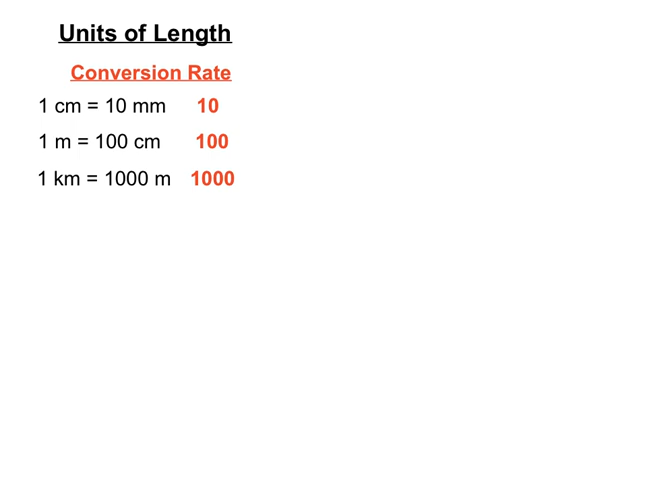 Units of Length
Conversion Rate
1 cm = 10 mm 10
1 m = 100 cm 100
1 km = 1000 m 1000